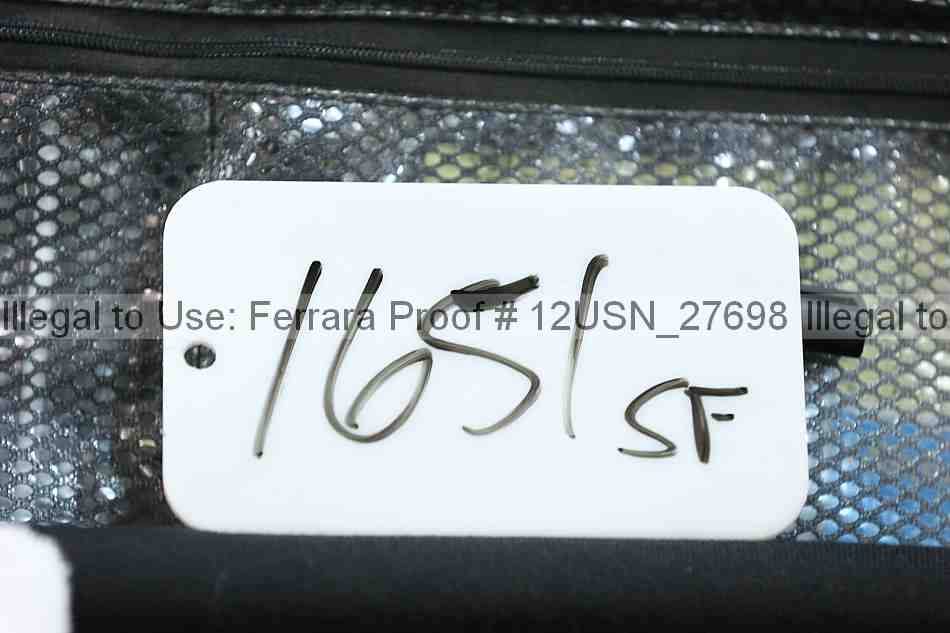 Illegal to Use: Ferrara Proof # 12USN_27698 Illegal to
1651 SF